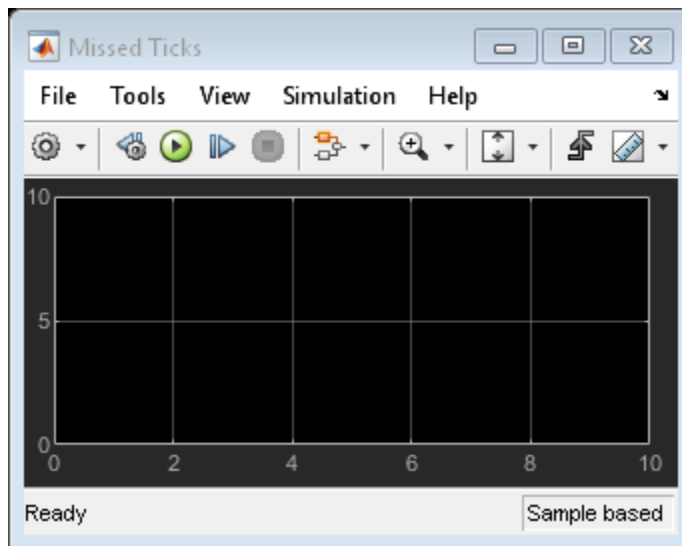 Missed Ticks
File Tools View Simulation Help
10
5
0
0 2 4 6 8 10
Ready Sample based